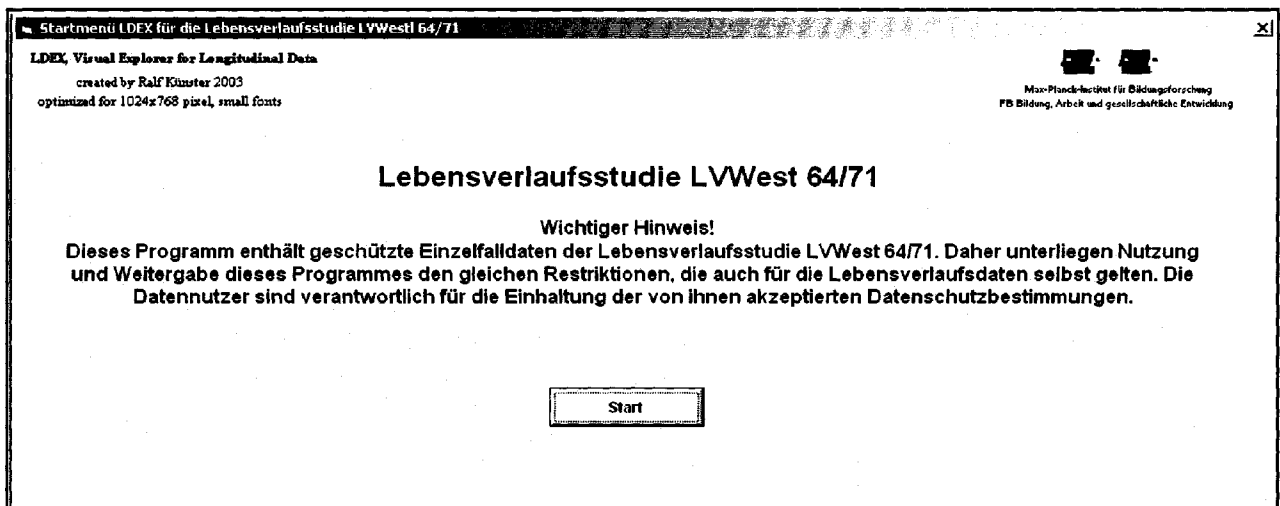 Startmenü LDEX für die Lebensverlaufsstudie LVWestl 64/71
LDEX, Visual Explorer for Longitudinal Data
created by Ralf Künster 2003
optimized for 1024x768 pixel, small fonts
Max-Planck-Institut für Bildungsforschung
FB Bildung, Arbeit und gesellschaftliche Entwicklung
Lebensverlaufsstudie LVWest 64/71
Wichtiger Hinweis!
Dieses Programm enthält geschützte Einzelfalldaten der Lebensverlaufsstudie LVWest 64/71. Daher unterliegen Nutzung
und Weitergabe dieses Programmes den gleichen Restriktionen, die auch für die Lebensverlaufsdaten selbst gelten. Die
Datennutzer sind verantwortlich für die Einhaltung der von ihnen akzeptierten Datenschutzbestimmungen.
Start